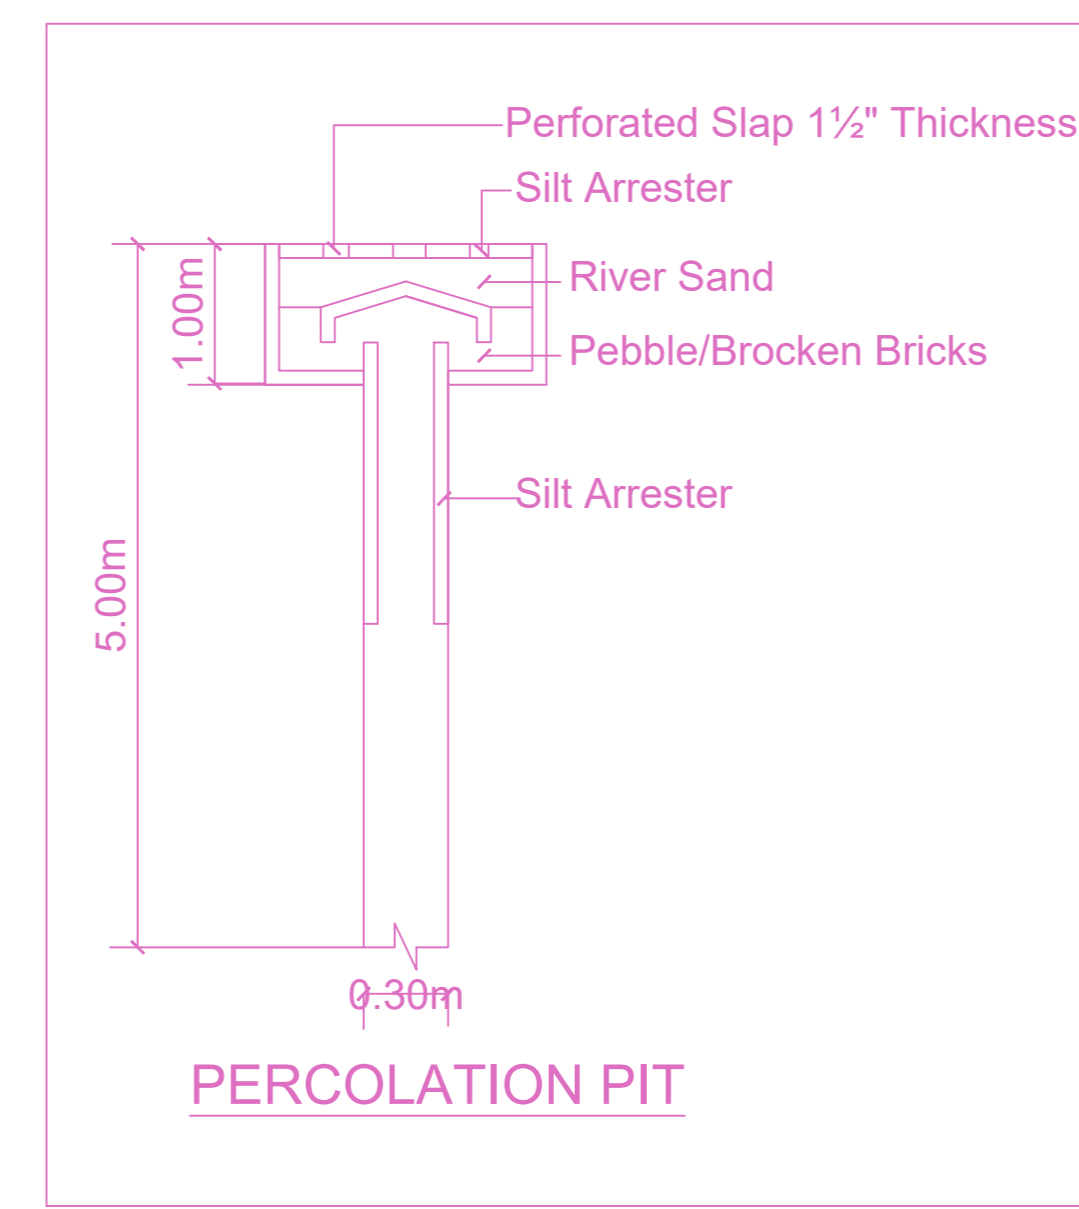 Perforated Slap 1½" Thickness
Silt Arrester
River Sand
1.00m
Pebble/Brocken Bricks
Silt Arrester
5.00m
0.30m
PERCOLATION PIT